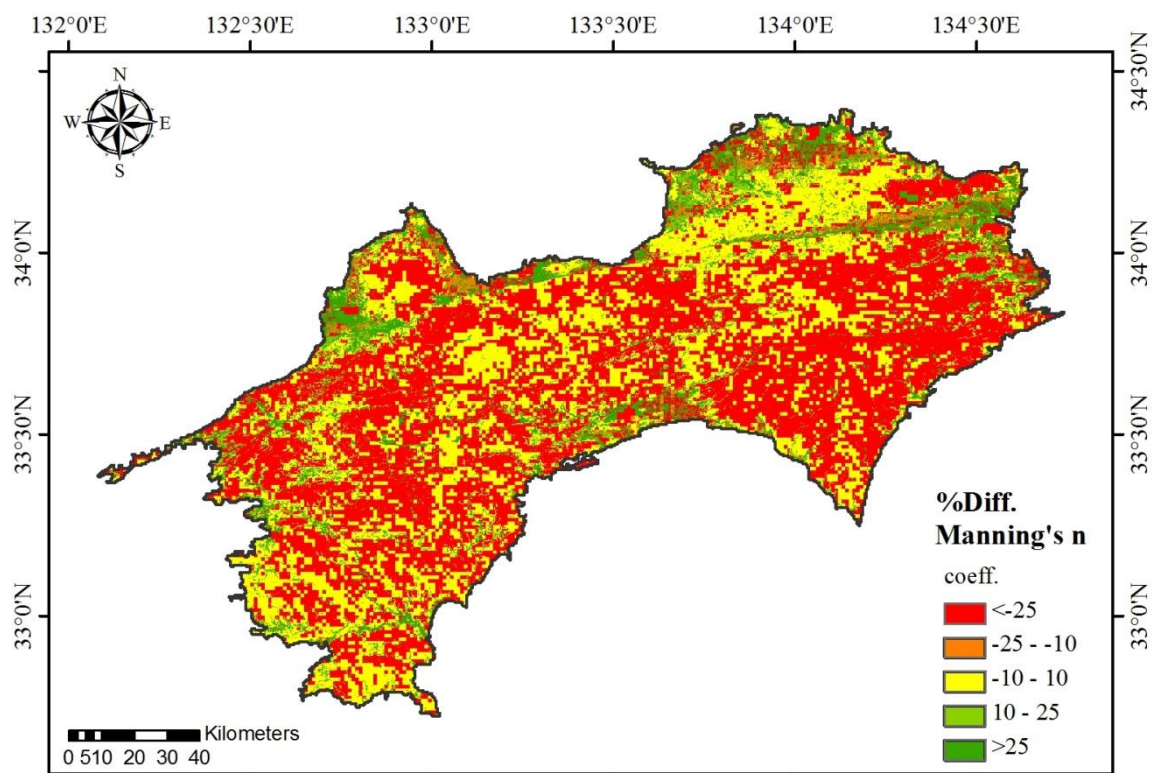 132°0'E 132°30'E 133°0'E 133°30'E 134°0'E 134°30'E
34°30'N
34°30'N
N
W E
S
34°0'N
34°0'N
33°30'N
33°30'N
33°0'N
33°0'N
%Diff.
Manning's n
coeff.
<-25
-25 - -10
-10 - 10
10 - 25
>25
Kilometers
0 510 20 30 40